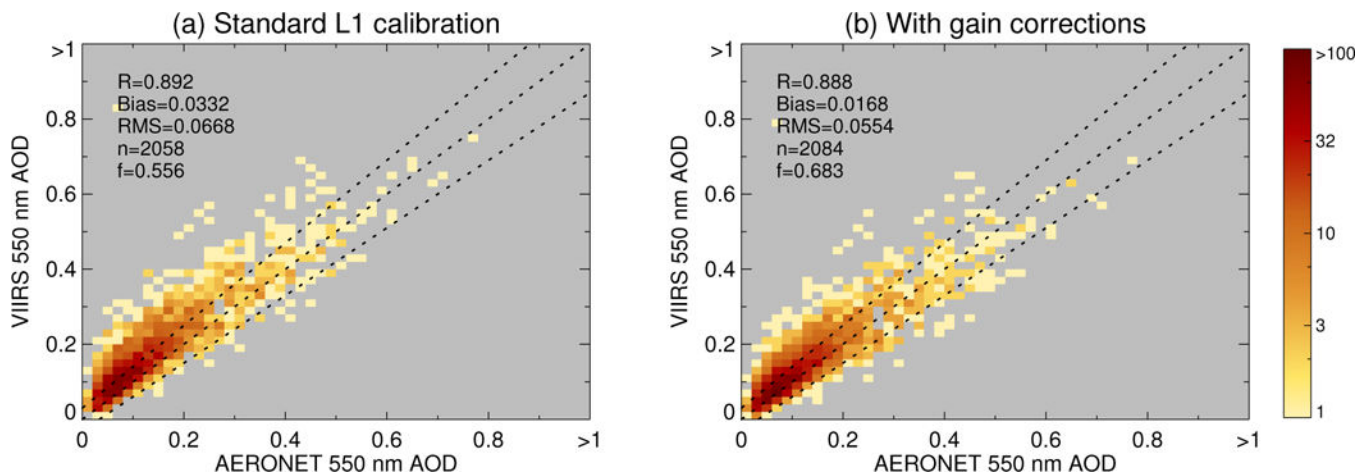 (a) Standard L1 calibration
>1
0.8
0.6
0.4
0.2
0
VIIRS 550 nm AOD
R=0.892
Bias=0.0332
RMS=0.0668
n=2058
f=0.556
0 0.2 0.4 0.6 0.8 >1
AERONET 550 nm AOD
(b) With gain corrections
>1
0.8
0.6
0.4
0.2
0
VIIRS 550 nm AOD
R=0.888
Bias=0.0168
RMS=0.0554
n=2084
f=0.683
0 0.2 0.4 0.6 0.8 >1
AERONET 550 nm AOD
>100
32
10
3
1